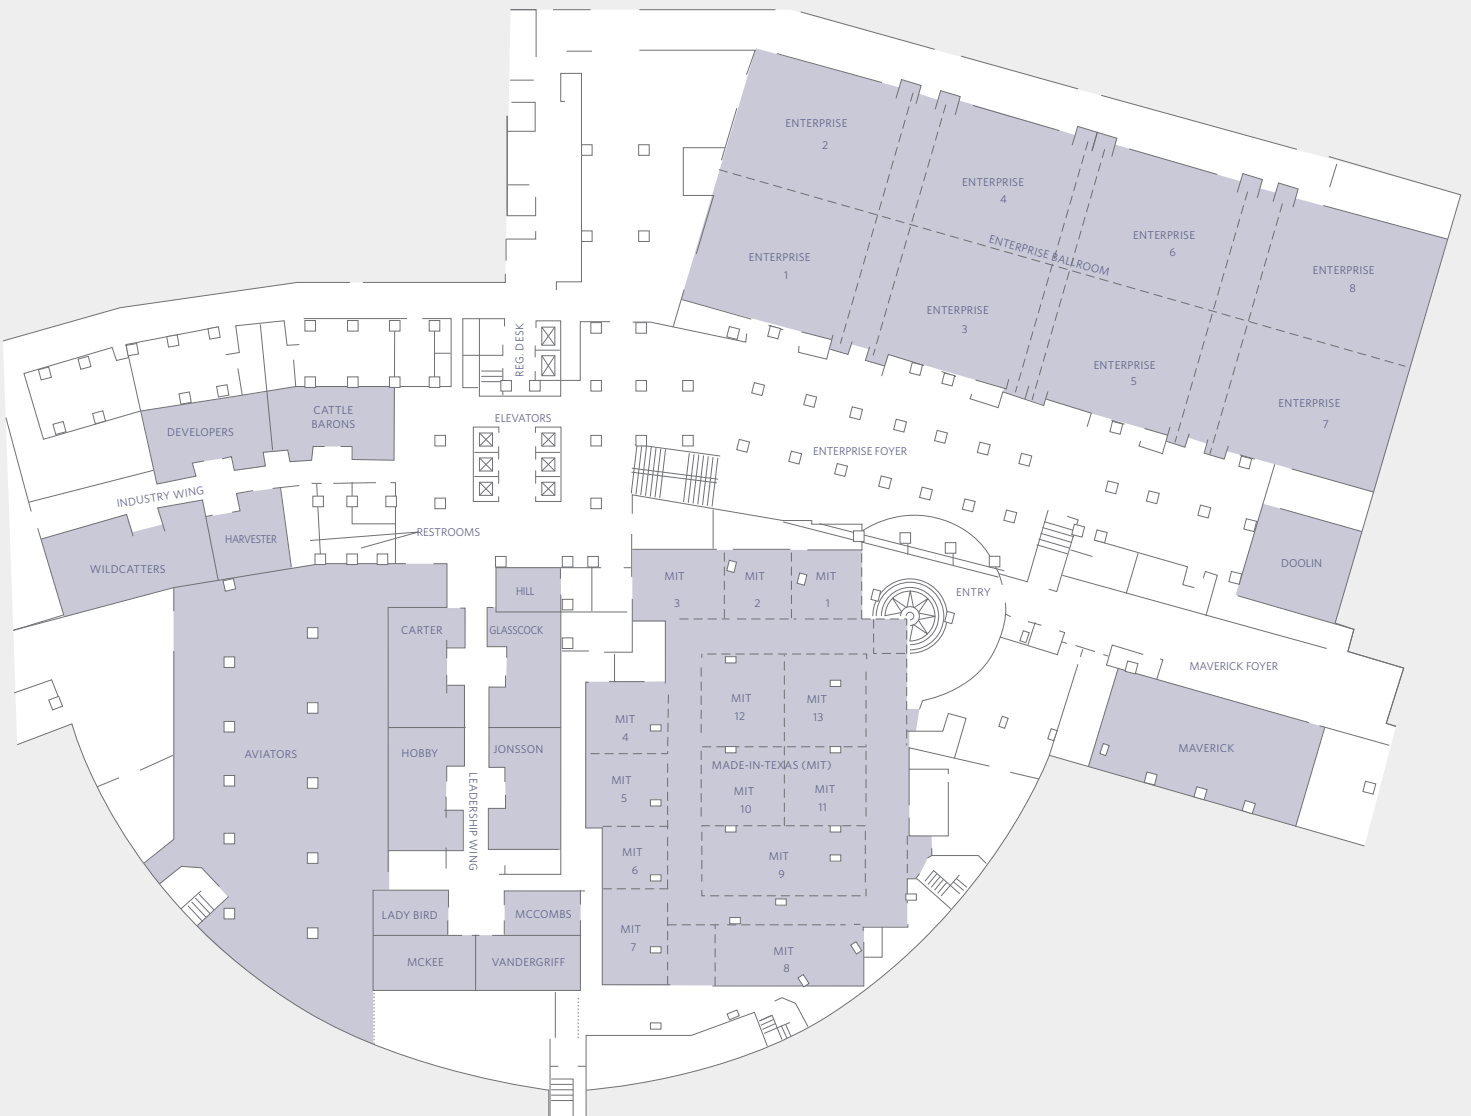 ENTERPRISE
2
ENTERPRISE
4
ENTERPRISE
6
ENTERPRISE
8
ENTERPRISE BALLROOM
ENTERPRISE
1
ENTERPRISE
3
ENTERPRISE
5
ENTERPRISE
7
REG. DESK
ELEVATORS
ENTERPRISE FOYER
DEVELOPERS
CATTLE
BARONS
INDUSTRY WING
HARVESTER
WILDCATTERS
RESTROOMS
DOOLIN
ENTRY
MAVERICK FOYER
MAVERICK
HILL
CARTER
GLASSCOCK
HOBBY
JONSSON
LEADERSHIP WING
AVIATORS
LADY BIRD
MCCOMBS
MCKEE
VANDERGRIFF
MIT
3
MIT
2
MIT
1
MIT
4
MIT
12
MIT
13
MADE-IN-TEXAS (MIT)
MIT
5
MIT
10
MIT
11
MIT
6
MIT
9
MIT
7
MIT
8